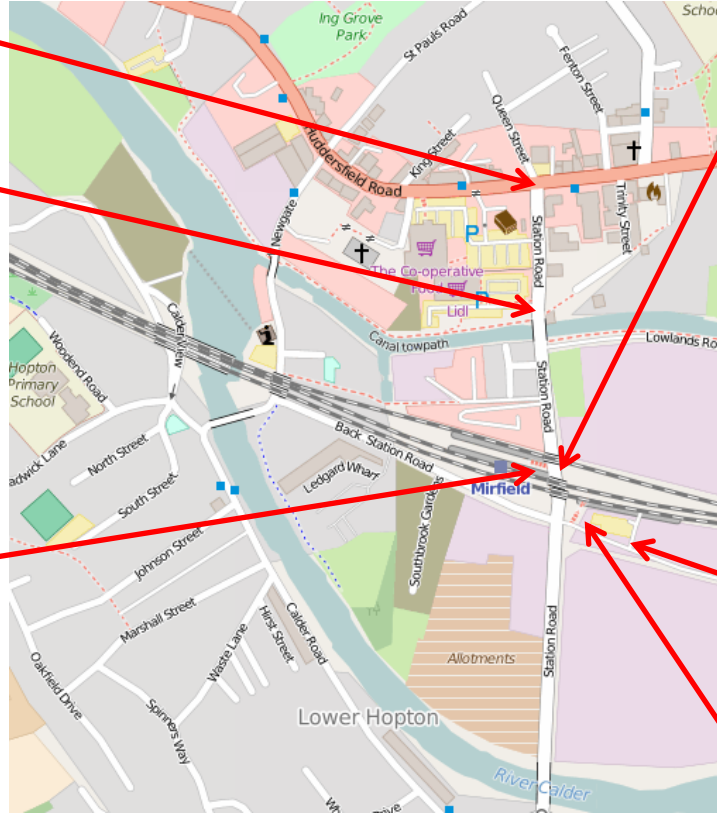 Ing Grove
Park
St Pauls Road
Fenton Street
Queen Street
King Street
Huddersfield Road
Newgate
Station Road
Trinity Street
P
The Co-operative
Food
P
Lidl
Canal towpath
Lowlands
Calder View
Woodend Road
Hopton
Primary
School
Station Road
North Street
South Street
Back Station Road
Ledgard Wharf
Mirfield
Southbrook Gardens
Johnson Street
Marshall Street
Waste Lane
Hirst Street
Calder Road
Oakfield Drive
Spinners Way
Allotments
Station Road
Lower Hopton
River Calder
Drive